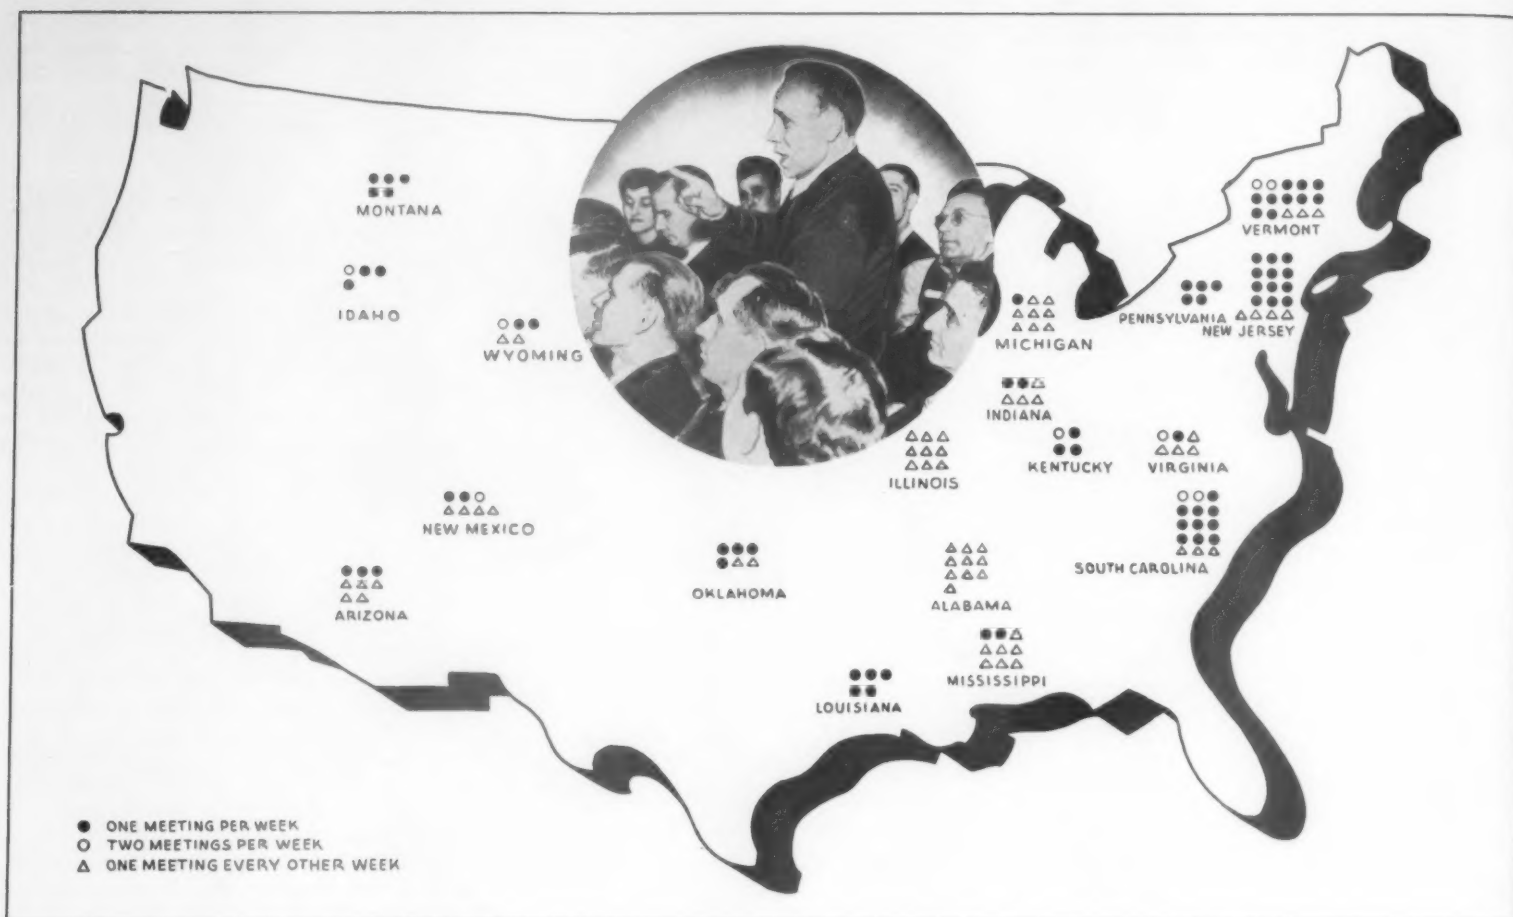 MONTANA
VERMONT
IDAHO
PENNSYLVANIA
NEW JERSEY
WYOMING
MICHIGAN
INDIANA
KENTUCKY
VIRGINIA
ILLINOIS
NEW MEXICO
SOUTH CAROLINA
OKLAHOMA
ALABAMA
ARIZONA
MISSISSIPPI
LOUISIANA
ONE MEETING PER WEEK
TWO MEETINGS PER WEEK
ONE MEETING EVERY OTHER WEEK